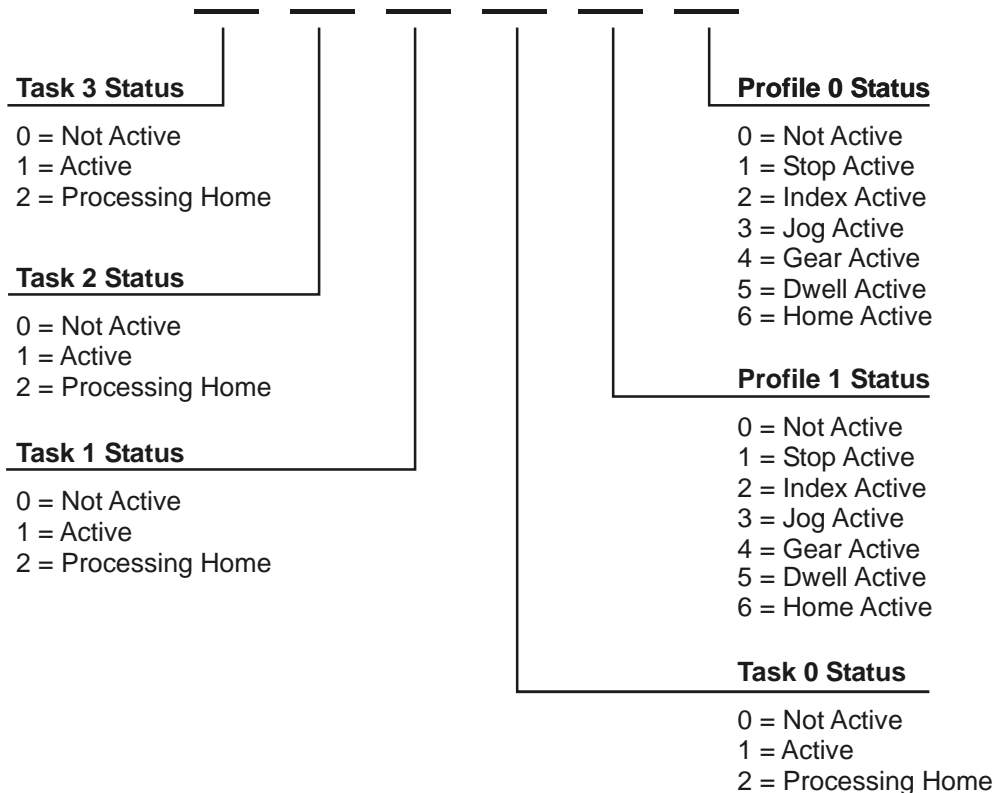 Task 3 Status
0 = Not Active
1 = Active
2 = Processing Home
Task 2 Status
0 = Not Active
1 = Active
2 = Processing Home
Task 1 Status
0 = Not Active
1 = Active
2 = Processing Home
Profile 0 Status
0 = Not Active
1 = Stop Active
2 = Index Active
3 = Jog Active
4 = Gear Active
5 = Dwell Active
6 = Home Active
Profile 1 Status
0 = Not Active
1 = Stop Active
2 = Index Active
3 = Jog Active
4 = Gear Active
5 = Dwell Active
6 = Home Active
Task 0 Status
0 = Not Active
1 = Active
2 = Processing Home